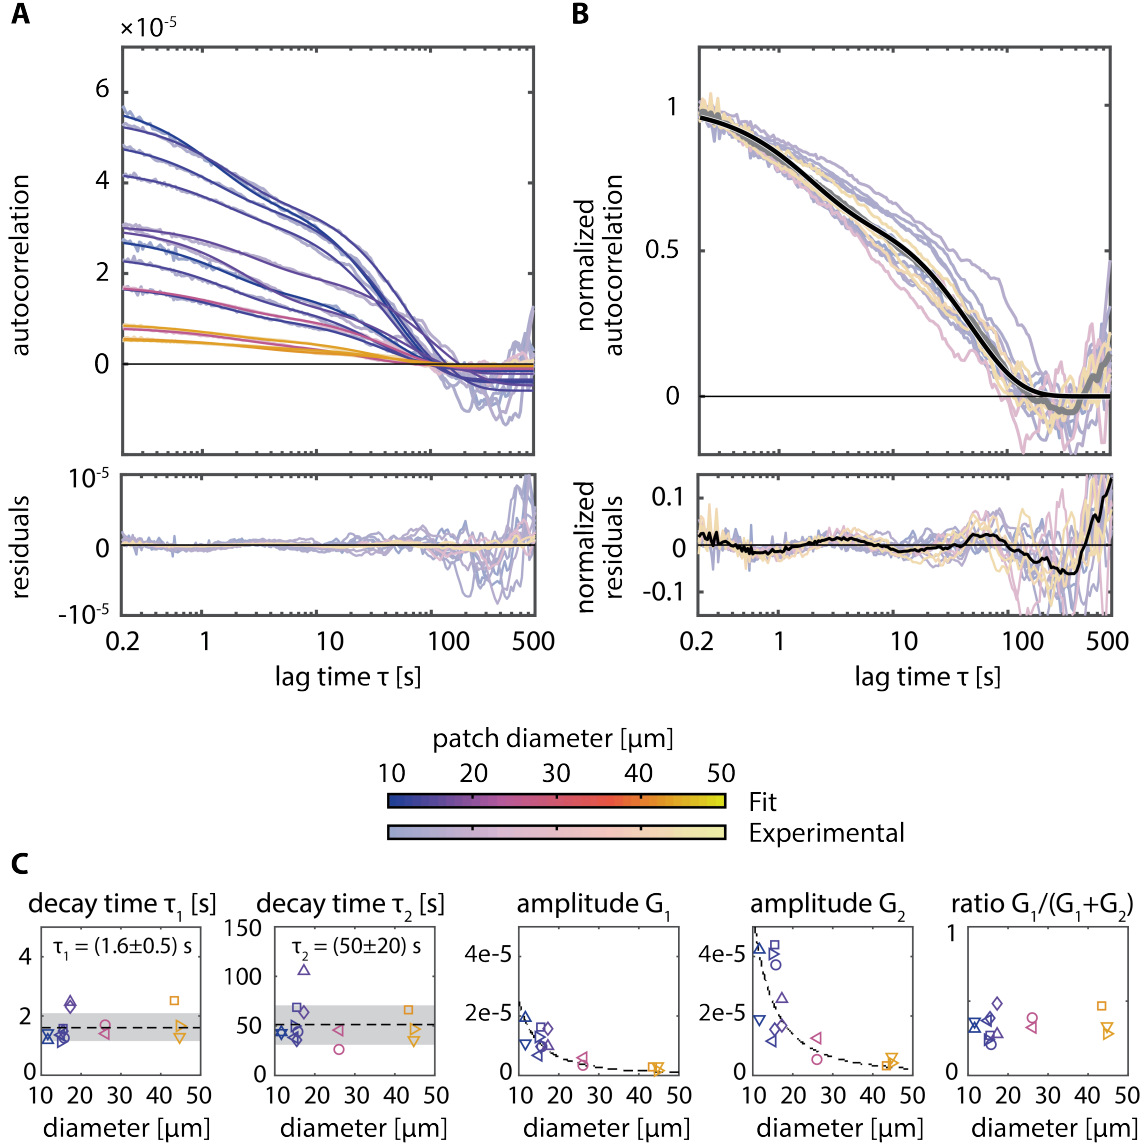 A
×10⁻⁵
6
4
2
0
autocorrelation
10⁻⁵
0
-10⁻⁵
residuals
0.2 1 10 100 500
lag time τ [s]
B
1
0.5
0
normalized
autocorrelation
0.1
0
-0.1
normalized
residuals
0.2 1 10 100 500
lag time τ [s]
patch diameter [µm]
10 20 30 40 50
Fit
Experimental
C
decay time τ₁ [s]
τ₁ = (1.6±0.5) s
4
2
0
10 20 30 40 50
diameter [µm]
decay time τ₂ [s]
τ₂ = (50±20) s
150
100
50
0
10 20 30 40 50
diameter [µm]
amplitude G₁
4e-5
2e-5
0
10 20 30 40 50
diameter [µm]
amplitude G₂
4e-5
2e-5
0
10 20 30 40 50
diameter [µm]
ratio G₁/(G₁+G₂)
1
0
10 20 30 40 50
diameter [µm]